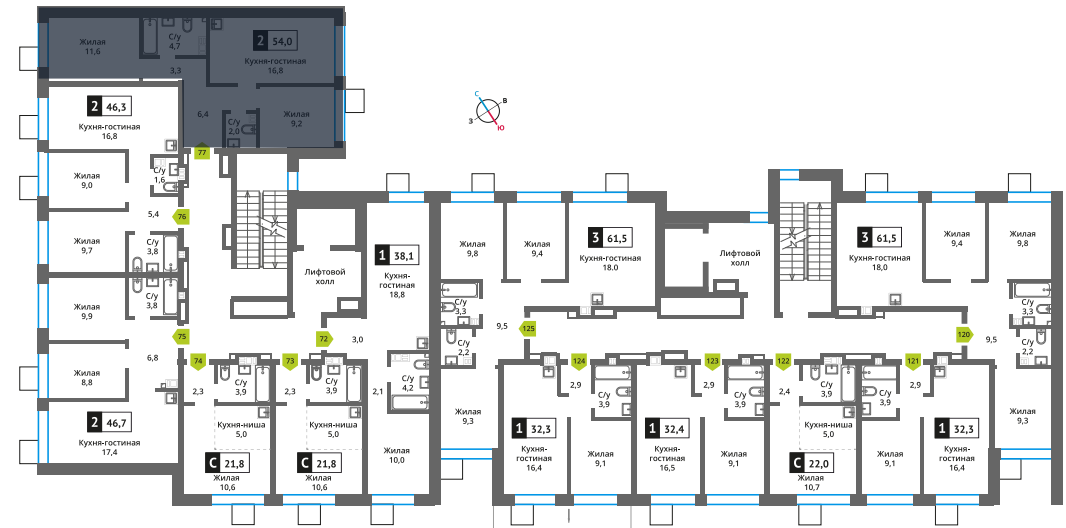 Жилая
11,6
С/у
4,7
2 54,0
Кухня-гостиная
16,8
3,3
6,4
С/у
2,0
Жилая
9,2
77
2 46,3
Кухня-гостиная
16,8
Жилая
9,0
С/у
1,6
5,4
76
Жилая
9,7
С/у
3,8
С/у
3,8
Жилая
9,9
75
6,8
Жилая
8,8
2 46,7
Кухня-гостиная
17,4
С
В
З
Ю
74
2,3
С/у
3,9
Кухня-ниша
5,0
С 21,8
Жилая
10,6
73
2,3
С/у
3,9
Кухня-ниша
5,0
С 21,8
Жилая
10,6
Лифтовой
холл
72
3,0
1 38,1
Кухня-
гостиная
18,8
2,1
С/у
4,2
Жилая
10,0
Жилая
9,8
Жилая
9,4
3 61,5
Кухня-гостиная
18.0
С/у
3,3
9,5
125
С/у
2,2
Жилая
9,3
124
2,9
С/у
3,9
1 32,3
Кухня-
гостиная
16,4
Жилая
9,1
123
2,9
С/у
3,9
1 32,4
Кухня-
гостиная
16,5
Жилая
9,1
Лифтовой
холл
122
2,4
С/у
3,9
Кухня-ниша
5,0
С 22,0
Жилая
10,7
121
2,9
С/у
3,9
1 32,3
Кухня-
гостиная
16,4
Жилая
9,1
3 61,5
Кухня-гостиная
18,0
Жилая
9,4
Жилая
9,8
С/у
3,3
120
9,5
С/у
2,2
Жилая
9,3